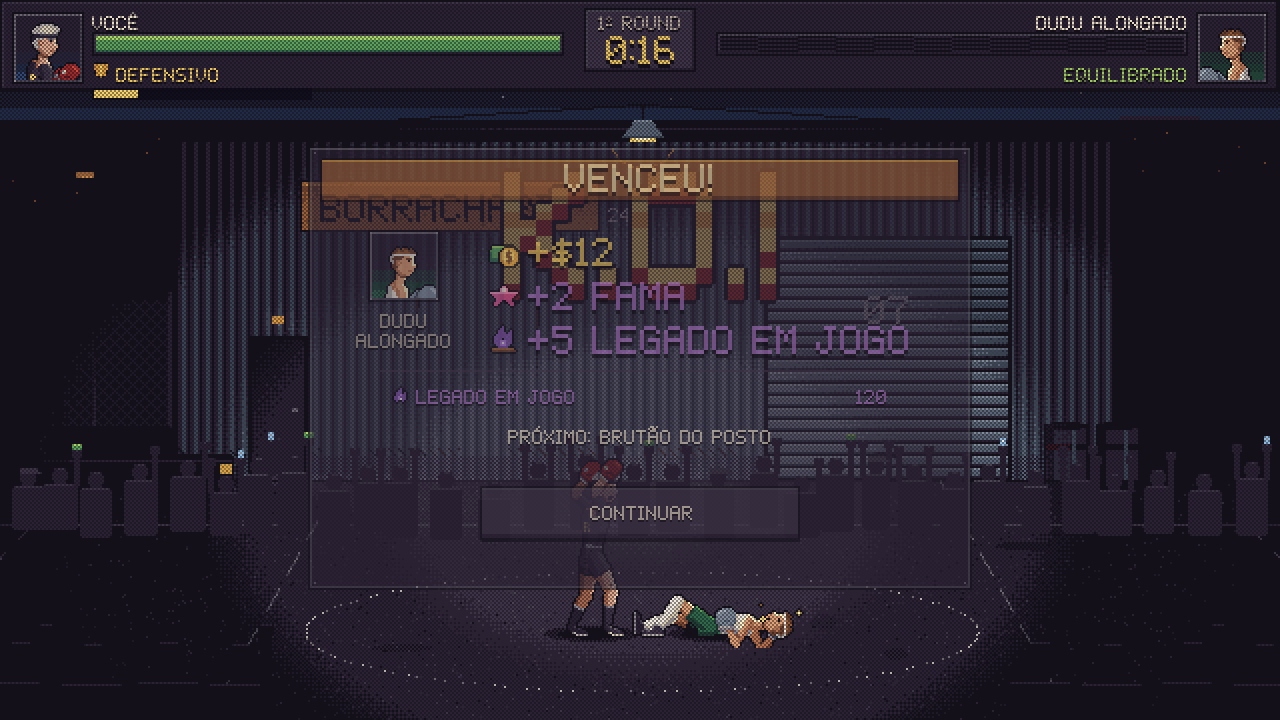 VOCÊ
DEFENSIVO
1º ROUND
0:16
DUDU ALONGADO
EQUILIBRADO
VENCEU!
K.O.!
24
+$12
+2 FAMA
+5 LEGADO EM JOGO
07
DUDU
ALONGADO
LEGADO EM JOGO
120
PRÓXIMO: BRUTÃO DO POSTO
CONTINUAR